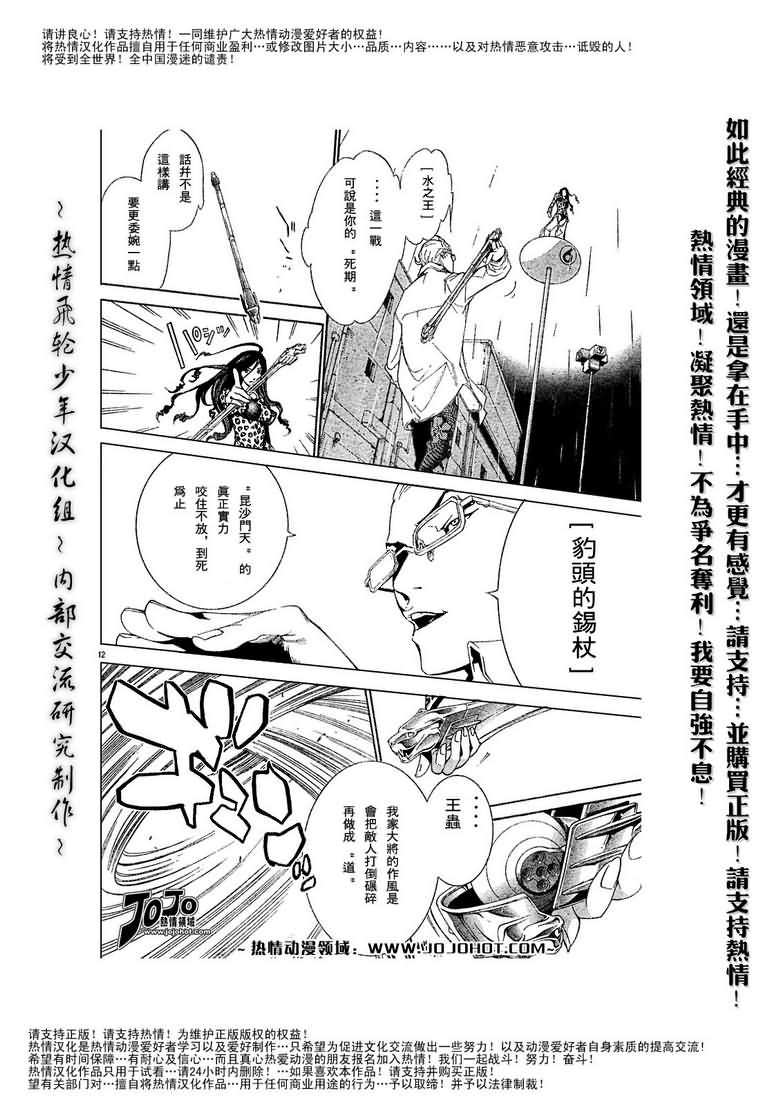 请讲良心！请支持热情！一同维护广大热情动漫爱好者的权益！
将热情汉化作品擅自用于任何商业盈利…或修改图片大小…品质…内容……以及对热情恶意攻击…诋毁的人！
将受到全世界！全中国漫迷的谴责！
如此經典的漫畫！還是拿在手中…才更有感覺…請支持…並購買正版！請支持熱情！
熱情領域！凝聚熱情！不為爭名奪利！我要自強不息！
～热情飛轮少年汉化组～内部交流研究制作～
[水之王]
····這一戰
可說是你的“死期”
話并不是
這樣講
要更委婉一點
パシッ
[豹頭的錫杖]
“毘沙門天”的
眞正實力
咬住不放,到死
爲止
12
王蟲
····
我家大將的作風是
會把敵人打倒碾碎
再做成“道”
ギャン
JOJO
熱情領域
www.jojohot.com
～热情动漫领域：WWW.JOJOHOT.COM～
请支持正版！请支持热情！为维护正版版权的权益！
热情汉化是热情动漫爱好者学习以及爱好制作…只希望为促进文化交流做出一些努力！以及动漫爱好者自身素质的提高交流！
希望有时间保障…有耐心及信心…而且真心热爱动漫的朋友报名加入热情！我们一起战斗！努力！奋斗！
热情汉化作品只用于试看…请24小时内删除！…如果喜欢本作品！请支持并购买正版！
望有关部门对…擅自将热情汉化作品…用于任何商业用途的行为…予以取缔！并予以法律制裁！